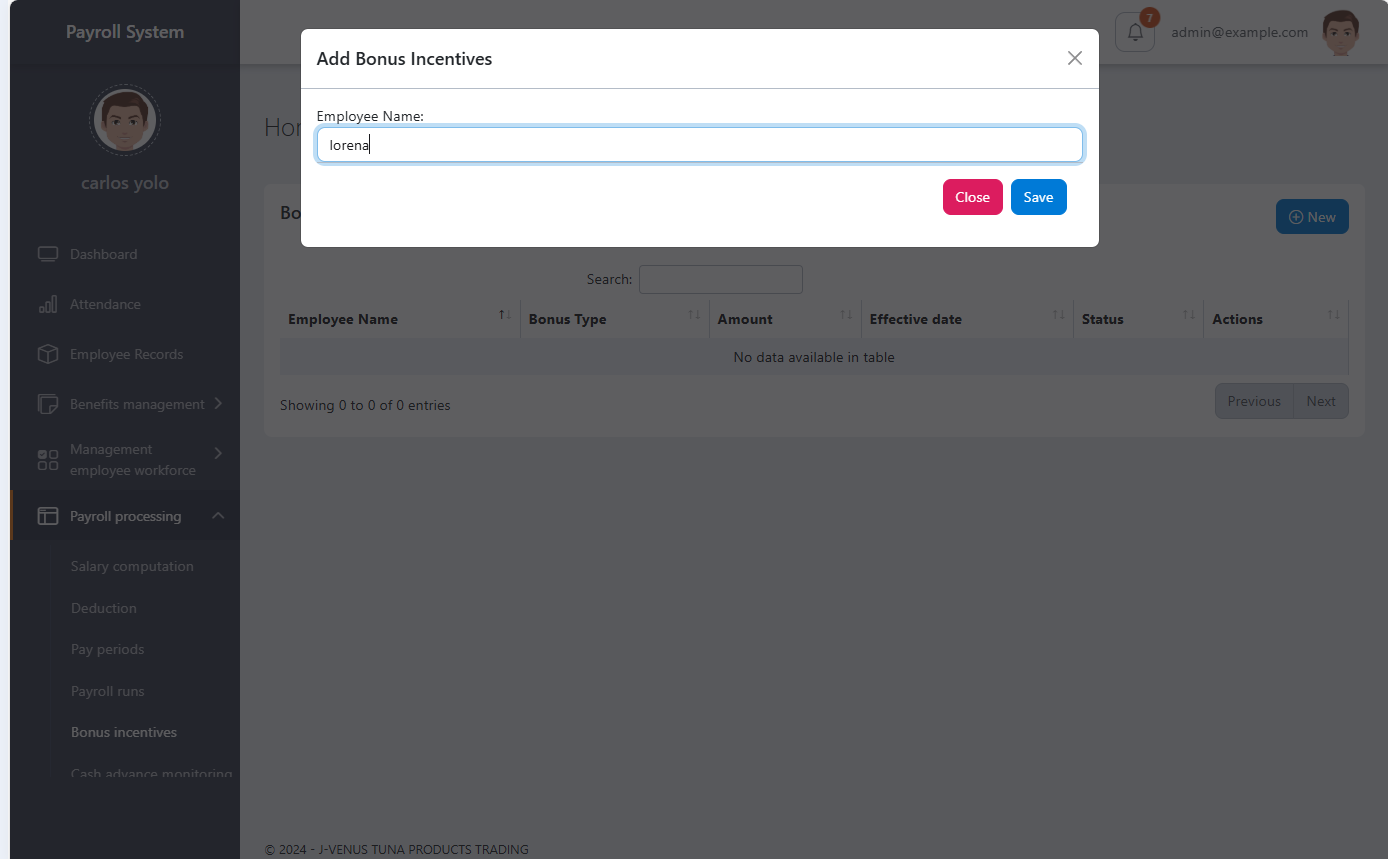 Payroll System
7
admin@example.com
carlos yolo
Dashboard
Attendance
Employee Records
Benefits management
Management
employee workforce
Payroll processing
Salary computation
Deduction
Pay periods
Payroll runs
Bonus incentives
Cash advance monitoring
Add Bonus Incentives
Employee Name:
lorena
Close Save
Hor
Bo
New
Search:
Employee Name Bonus Type Amount Effective date Status Actions
No data available in table
Showing 0 to 0 of 0 entries
Previous Next
© 2024 - J-VENUS TUNA PRODUCTS TRADING